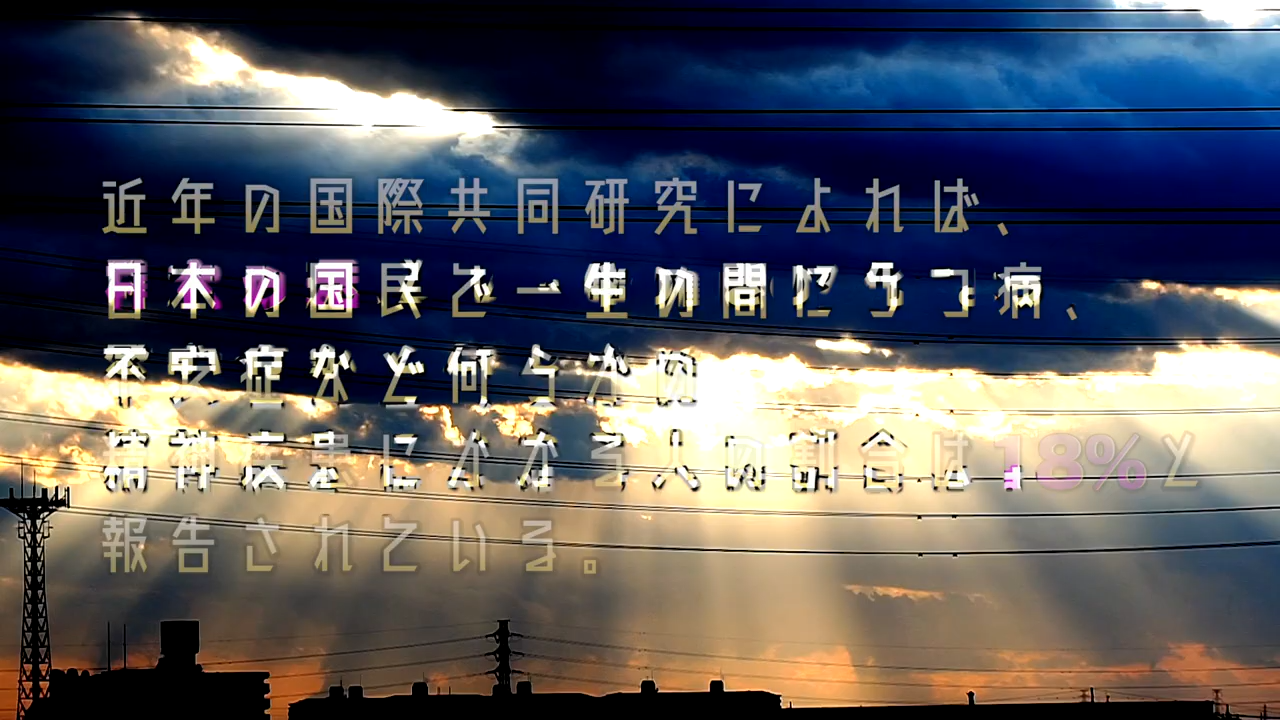 近年の国際共同研究によれば、
日本の国民で一生の間にうつ病、
不安症など何らかの
精神疾患にかかる人の割合は18%と
報告されている。